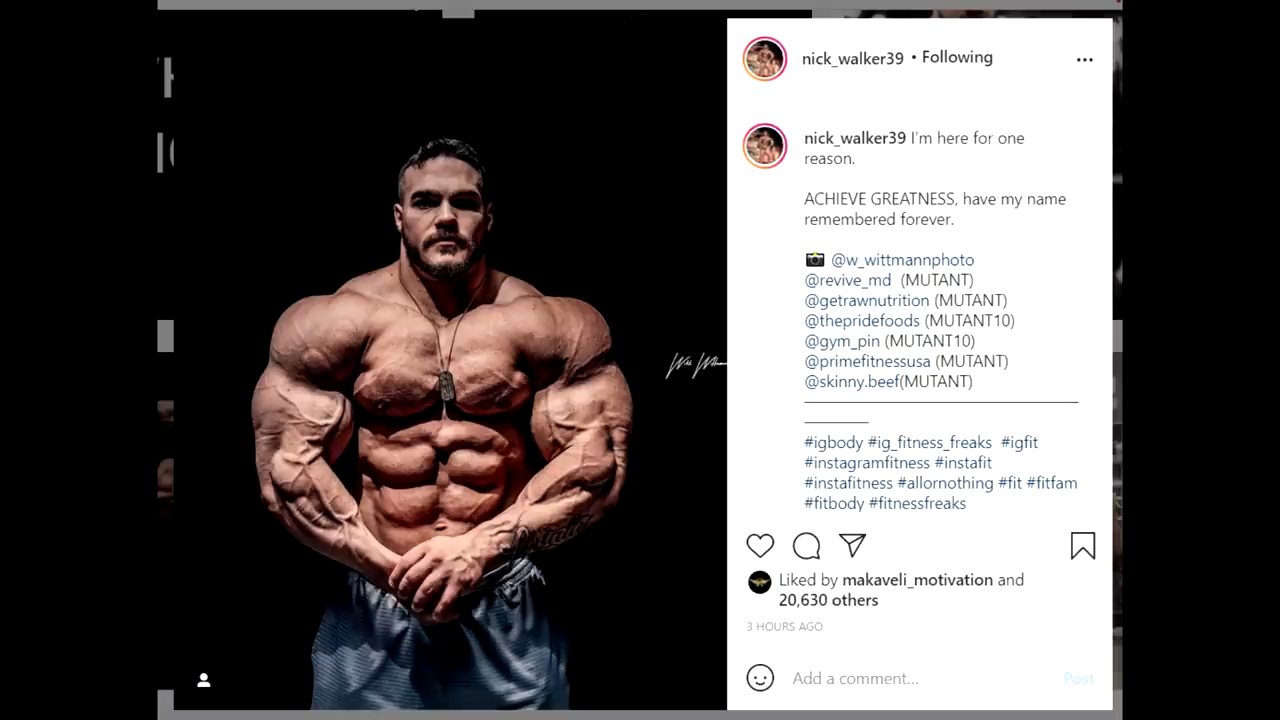 nick_walker39 • Following
nick_walker39 I'm here for one
reason.
ACHIEVE GREATNESS, have my name
remembered forever.
@w_wittmannphoto
@revive_md (MUTANT)
@getrawnutrition (MUTANT)
@thepridefoods (MUTANT10)
@gym_pin (MUTANT10)
@primefitnessusa (MUTANT)
@skinny.beef(MUTANT)
#igbody #ig_fitness_freaks #igfit
#instagramfitness #instafit
#instafitness #allornothing #fit #fitfam
#fitbody #fitnessfreaks
Liked by makaveli_motivation and
20,630 others
3 HOURS AGO
Add a comment...
Post